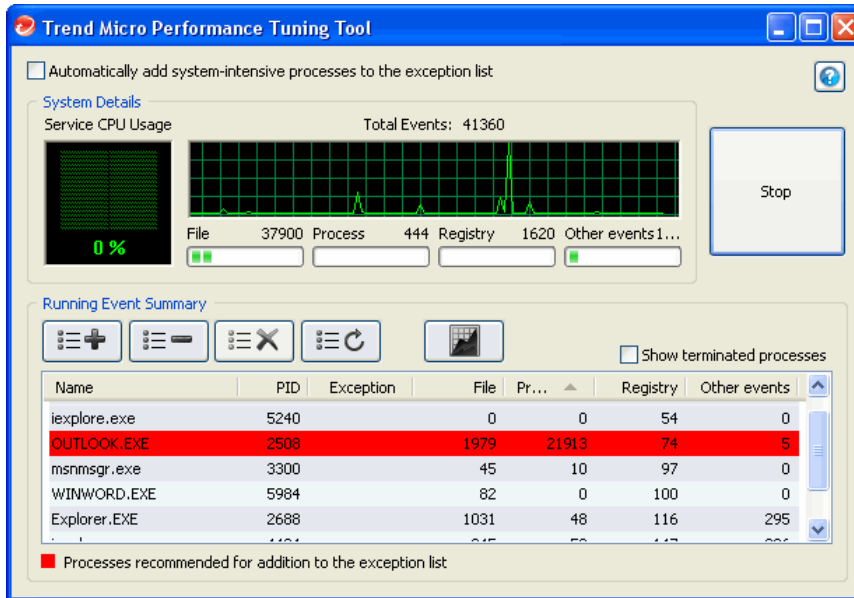 Trend Micro Performance Tuning Tool
Automatically add system-intensive processes to the exception list
System Details
Service CPU Usage
Total Events: 41360
0 %
File 37900 Process 444 Registry 1620 Other events1...
Stop
Running Event Summary
Show terminated processes
Name PID Exception File Pr... Registry Other events
iexplore.exe 5240 0 0 54 0
OUTLOOK.EXE 2508 1979 21913 74 5
msnmsgr.exe 3300 45 10 97 0
WINWORD.EXE 5984 82 0 100 0
Explorer.EXE 2688 1031 48 116 295
Processes recommended for addition to the exception list